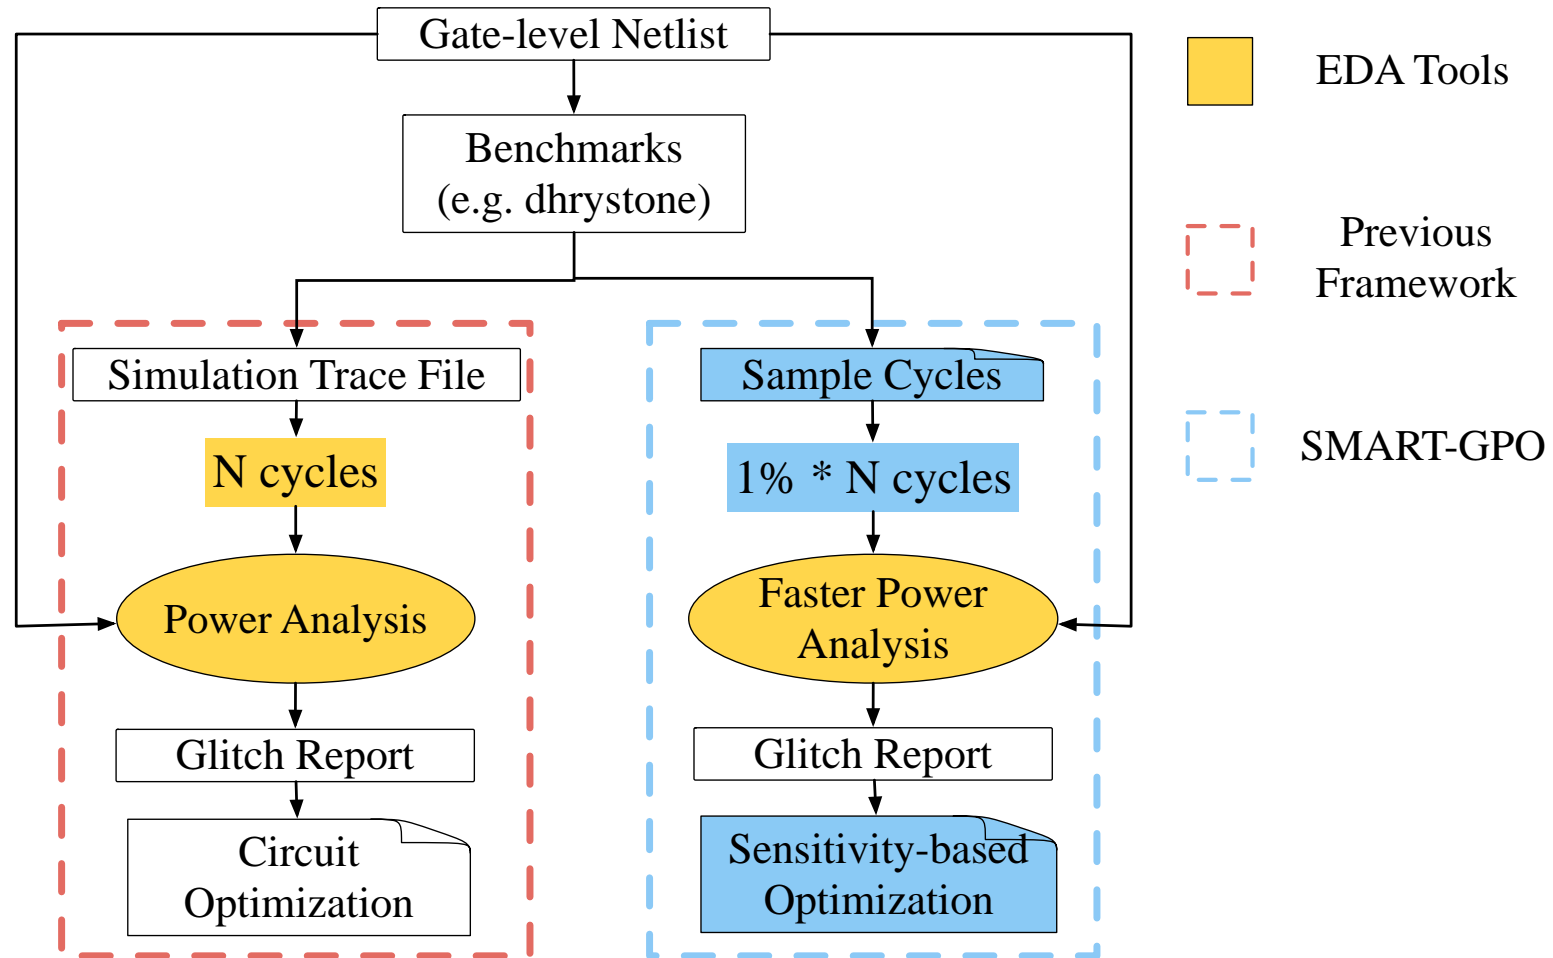 Gate-level Netlist
Benchmarks
(e.g. dhrystone)
Simulation Trace File
N cycles
Power Analysis
Glitch Report
Circuit
Optimization
Sample Cycles
1% * N cycles
Faster Power
Analysis
Glitch Report
Sensitivity-based
Optimization
EDA Tools
Previous
Framework
SMART-GPO